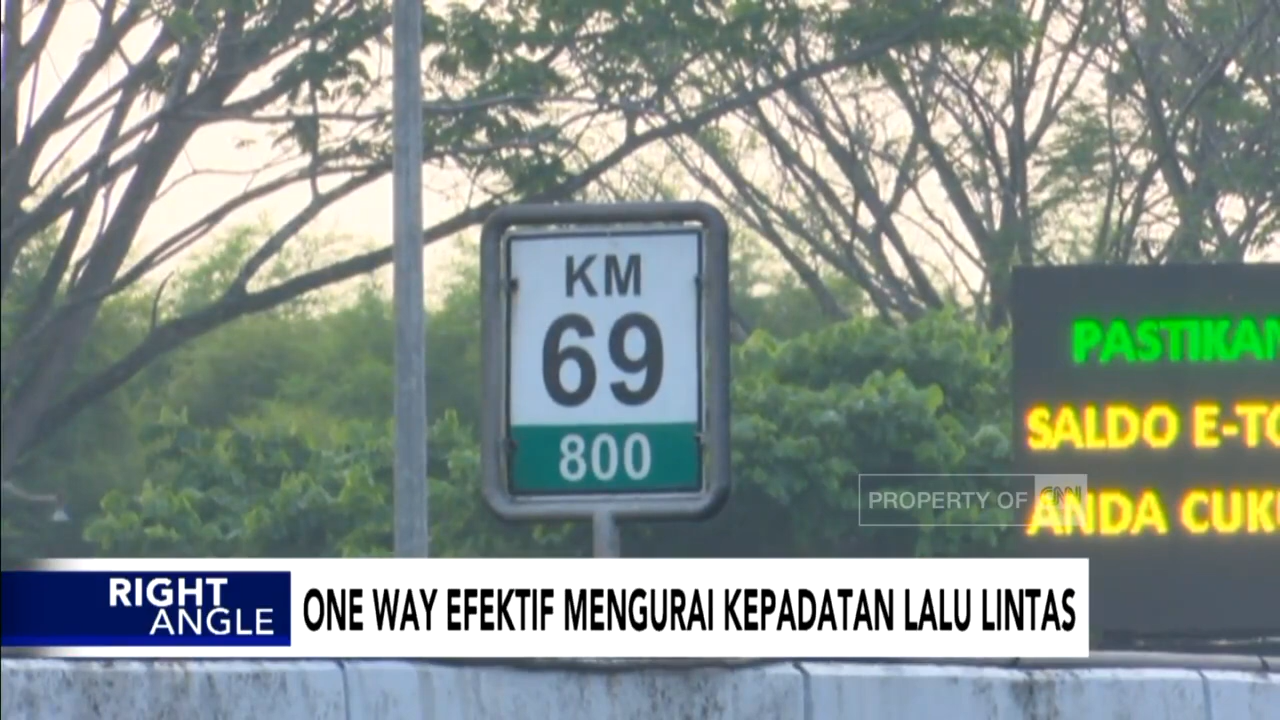 KM
69
800
PASTIKAN
SALDO E-TO
ANDA CUK
PROPERTY OF CNN
RIGHT
ANGLE
ONE WAY EFEKTIF MENGURAI KEPADATAN LALU LINTAS